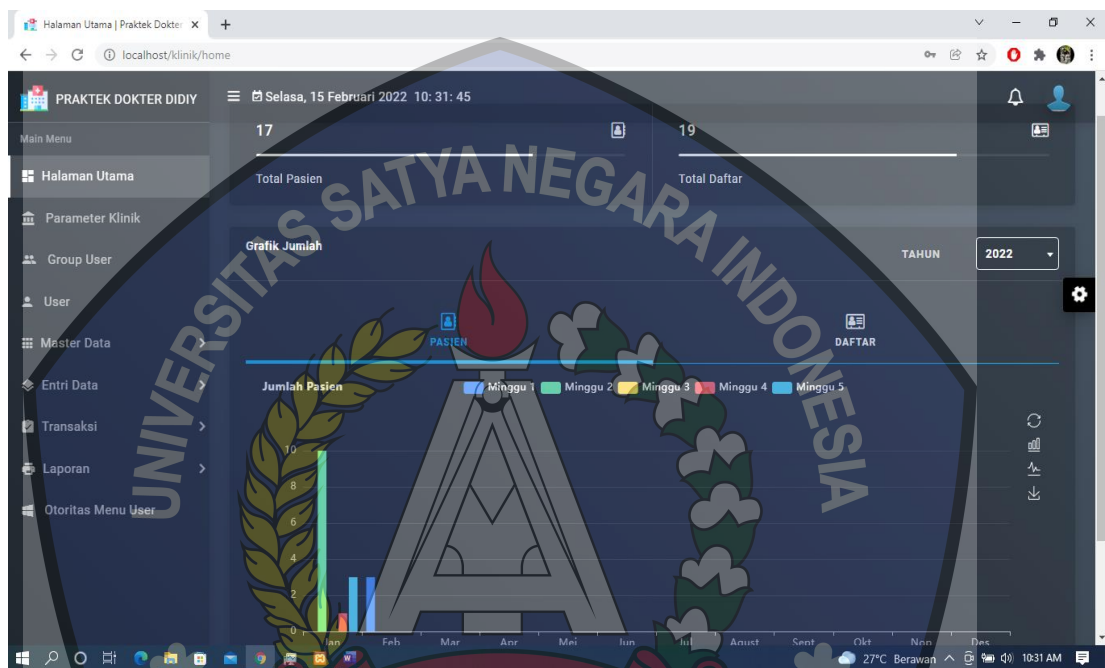 Halaman Utama | Praktek Dokter
localhost/klinik/home
PRAKTEK DOKTER DIDIY
Selasa, 15 Februari 2022 10: 31: 45
Main Menu
Halaman Utama
Parameter Klinik
Group User
User
Master Data
Entri Data
Transaksi
Laporan
Otoritas Menu User
17
Total Pasien
19
Total Daftar
Grafik Jumlah
TAHUN
2022
PASIEN
DAFTAR
Jumlah Pasien
Minggu 1 Minggu 2 Minggu 3 Minggu 4 Minggu 5
10
8
6
4
2
0
Jan Feb Mar Apr Mei Jun Jul Agust Sept Okt Nop Des
UNIVERSITAS SATYA NEGARA INDONESIA
27°C Berawan 10:31 AM